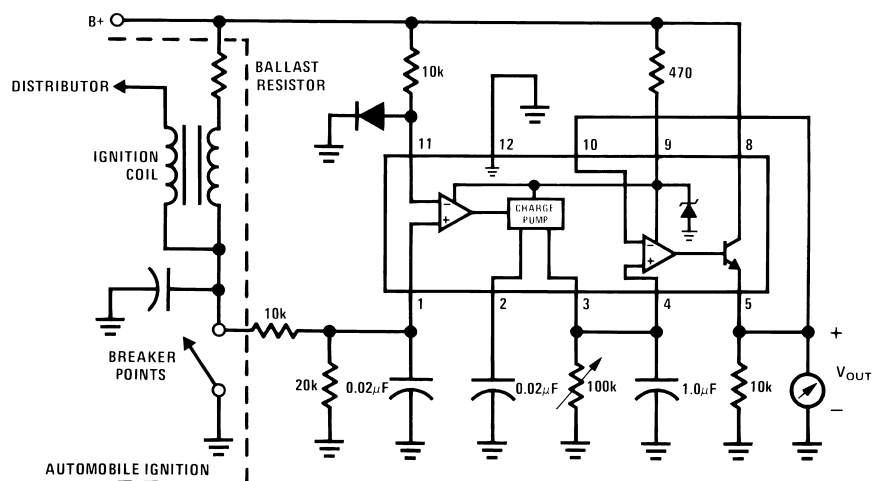 B+
DISTRIBUTOR
IGNITION
COIL
BALLAST
RESISTOR
10k
470
11
12
10
9
8
−
+
CHARGE
PUMP
−
+
1
2
3
4
5
10k
BREAKER
POINTS
20k
0.02μF
0.02μF
100k
1.0μF
10k
+
VOUT
−
AUTOMOBILE IGNITION